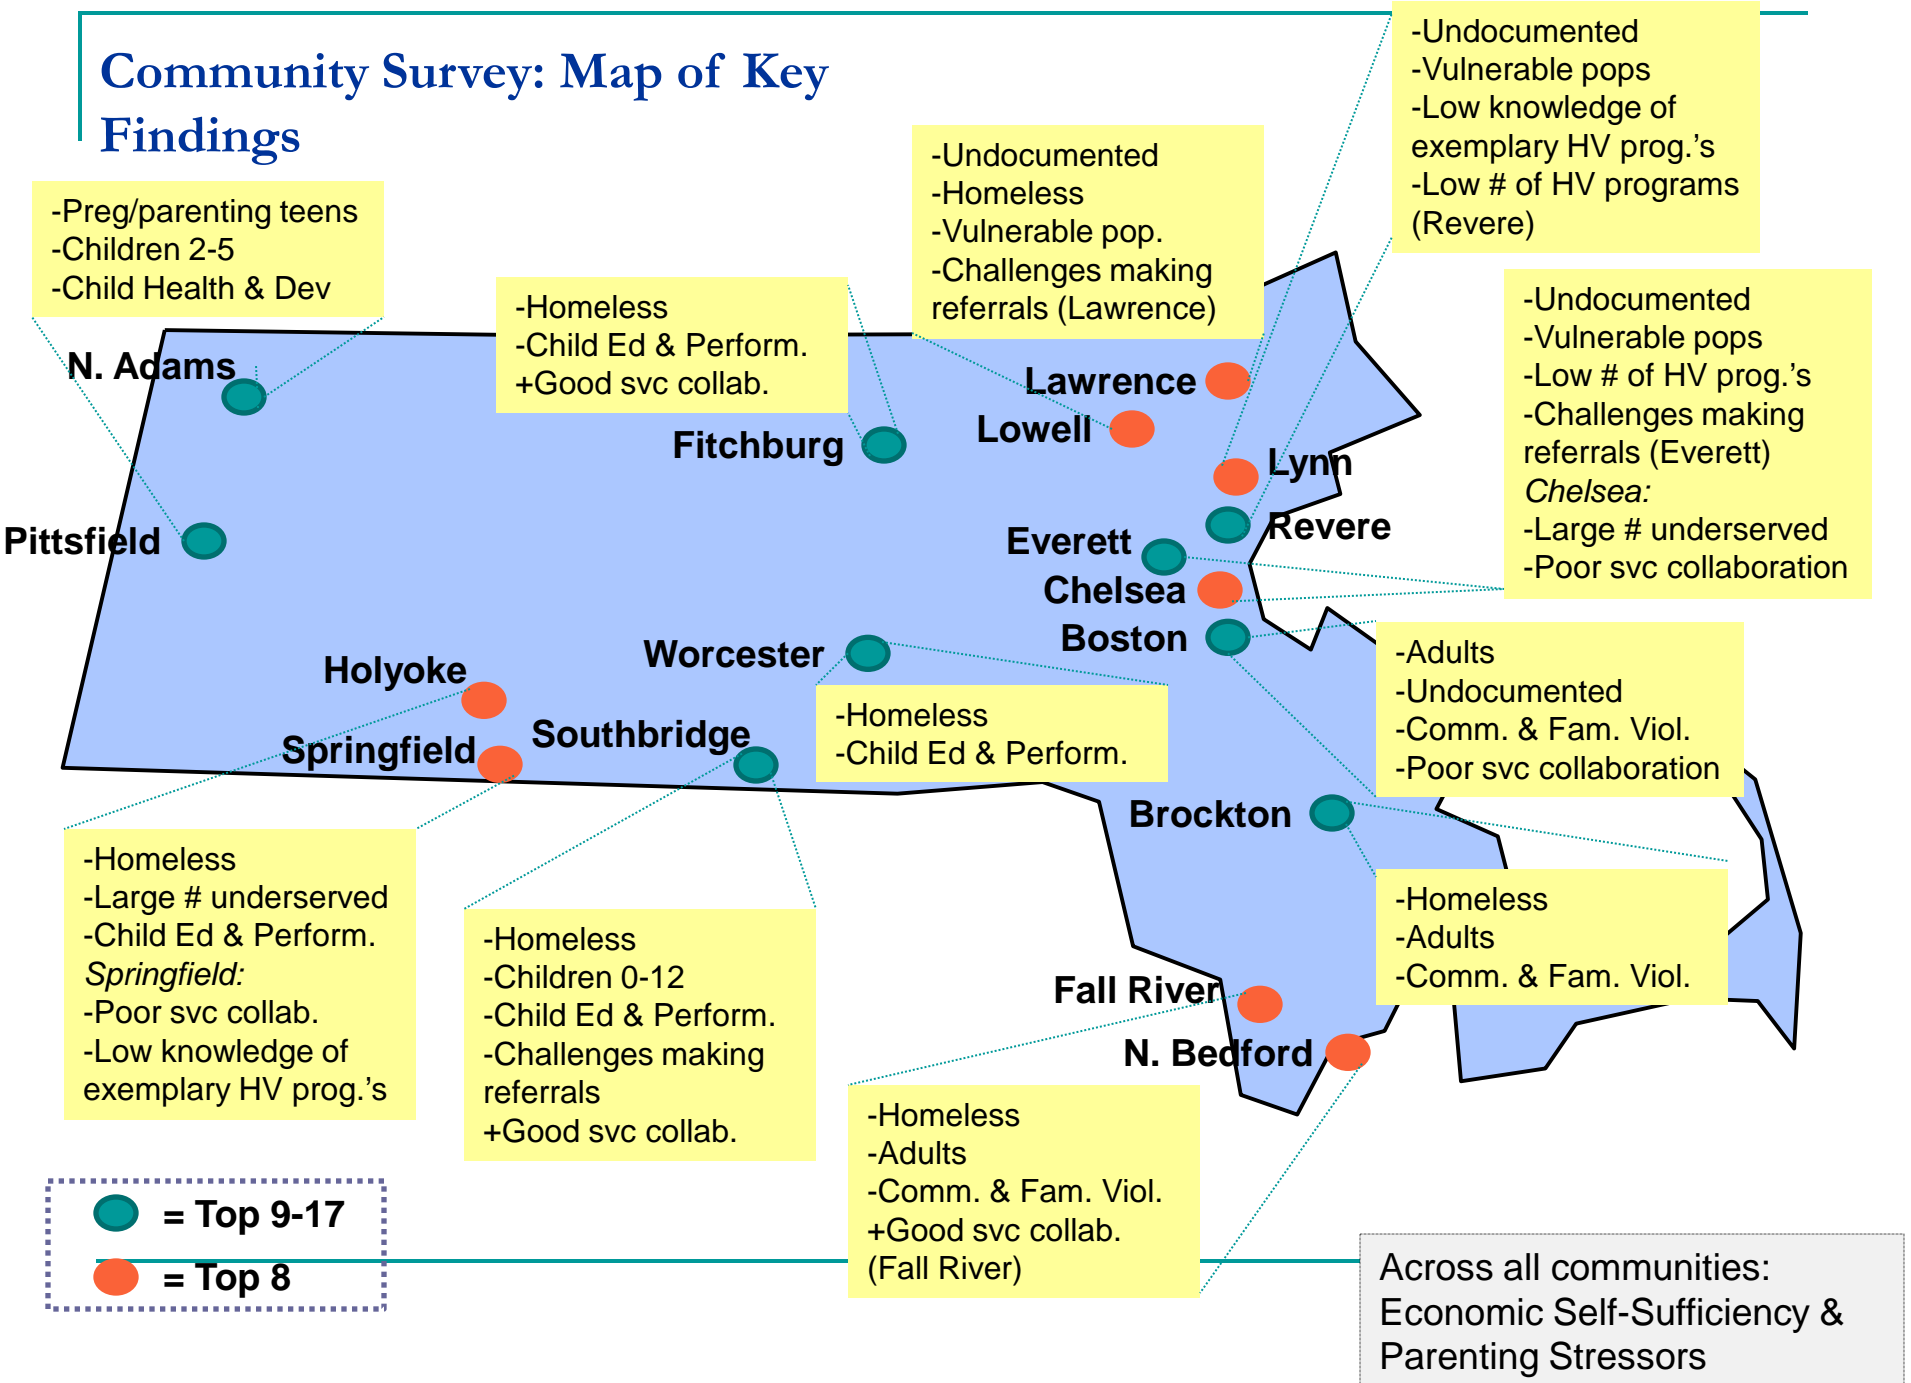 Community Survey: Map of Key
Findings
-Undocumented
-Vulnerable pops
-Low knowledge of
exemplary HV prog.’s
-Low # of HV programs
(Revere)
-Undocumented
-Homeless
-Vulnerable pop.
-Challenges making
referrals (Lawrence)
-Preg/parenting teens
-Children 2-5
-Child Health & Dev
-Homeless
-Child Ed & Perform.
+Good svc collab.
-Undocumented
-Vulnerable pops
-Low # of HV prog.’s
-Challenges making
referrals (Everett)
Chelsea:
-Large # underserved
-Poor svc collaboration
N. Adams
Lawrence
Lowell
Fitchburg
Lynn
Revere
Pittsfield
Everett
Chelsea
Boston
Worcester
Holyoke
Springfield
Southbridge
-Homeless
-Child Ed & Perform.
-Adults
-Undocumented
-Comm. & Fam. Viol.
-Poor svc collaboration
Brockton
-Homeless
-Large # underserved
-Child Ed & Perform.
Springfield:
-Poor svc collab.
-Low knowledge of
exemplary HV prog.’s
-Homeless
-Children 0-12
-Child Ed & Perform.
-Challenges making
referrals
+Good svc collab.
-Homeless
-Adults
-Comm. & Fam. Viol.
Fall River
N. Bedford
-Homeless
-Adults
-Comm. & Fam. Viol.
+Good svc collab.
(Fall River)
= Top 9-17
= Top 8
Across all communities:
Economic Self-Sufficiency &
Parenting Stressors